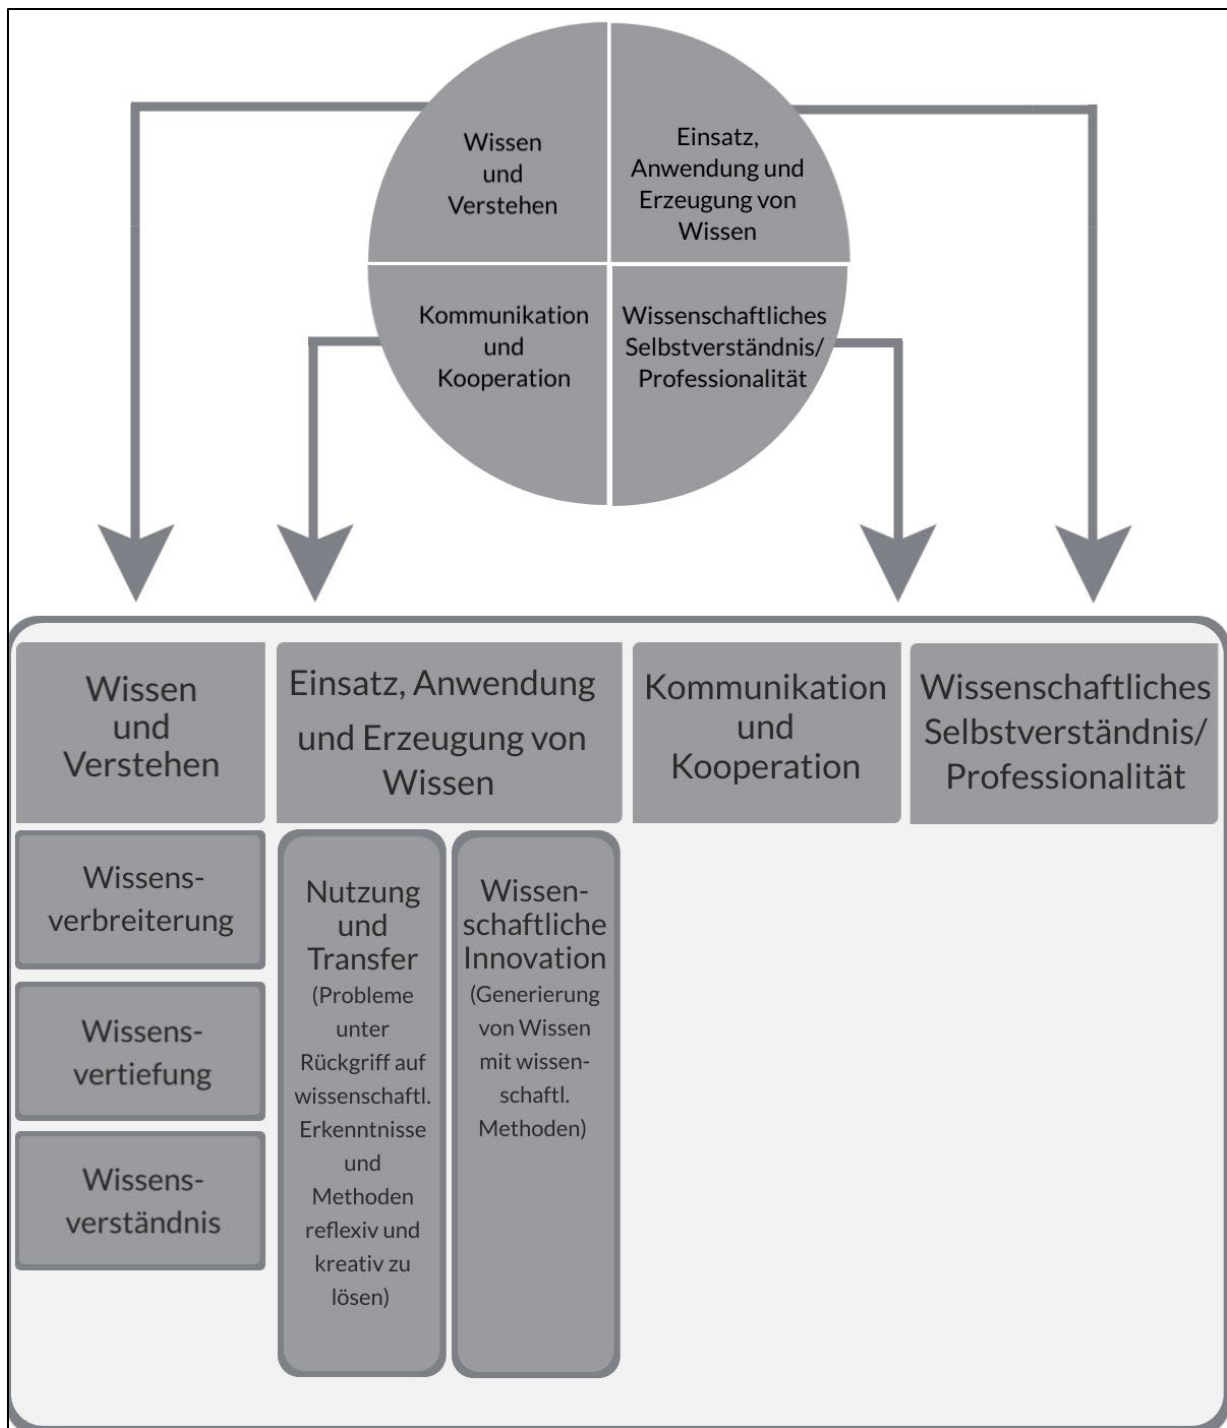 Wissen
und
Verstehen
Einsatz,
Anwendung und
Erzeugung von
Wissen
Kommunikation
und
Kooperation
Wissenschaftliches
Selbstverständnis/
Professionalität
Wissen
und
Verstehen
Einsatz, Anwendung
und Erzeugung von
Wissen
Kommunikation
und
Kooperation
Wissenschaftliches
Selbstverständnis/
Professionalität
Wissens-
verbreiterung
Wissens-
vertiefung
Wissens-
verständnis
Nutzung
und
Transfer
(Probleme
unter
Rückgriff auf
wissenschaftl.
Erkenntnisse
und
Methoden
reflexiv und
kreativ zu
lösen)
Wissen-
schaftliche
Innovation
(Generierung
von Wissen
mit wissen-
schaftl.
Methoden)